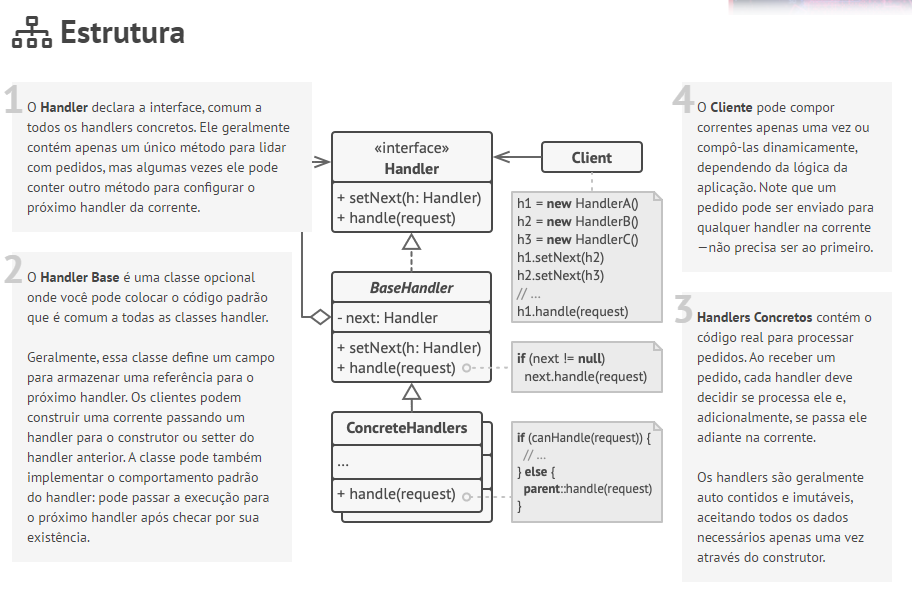 Estrutura
1
O Handler declara a interface, comum a
todos os handlers concretos. Ele geralmente
contém apenas um único método para lidar
com pedidos, mas algumas vezes ele pode
conter outro método para configurar o
próximo handler da corrente.
2
O Handler Base é uma classe opcional
onde você pode colocar o código padrão
que é comum a todas as classes handler.
Geralmente, essa classe define um campo
para armazenar uma referência para o
próximo handler. Os clientes podem
construir uma corrente passando um
handler para o construtor ou setter do
handler anterior. A classe pode também
implementar o comportamento padrão
do handler: pode passar a execução para
o próximo handler após checar por sua
existência.
«interface»
Handler
+ setNext(h: Handler)
+ handle(request)
BaseHandler
- next: Handler
+ setNext(h: Handler)
+ handle(request)
ConcreteHandlers
...
+ handle(request)
Client
h1 = new HandlerA()
h2 = new HandlerB()
h3 = new HandlerC()
h1.setNext(h2)
h2.setNext(h3)
// ...
h1.handle(request)
if (next != null)
next.handle(request)
if (canHandle(request)) {
// ...
} else {
parent::handle(request)
}
4
O Cliente pode compor
correntes apenas uma vez ou
compô-las dinamicamente,
dependendo da lógica da
aplicação. Note que um
pedido pode ser enviado para
qualquer handler na corrente
—não precisa ser ao primeiro.
3
Handlers Concretos contém o
código real para processar
pedidos. Ao receber um
pedido, cada handler deve
decidir se processa ele e,
adicionalmente, se passa ele
adiante na corrente.
Os handlers são geralmente
auto contidos e imutáveis,
aceitando todos os dados
necessários apenas uma vez
através do construtor.